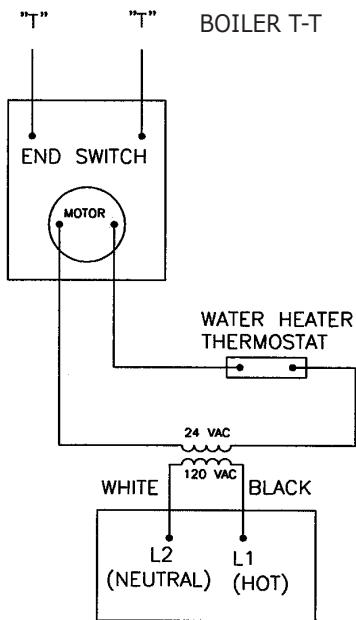 "T" "T" BOILER T-T
END SWITCH
MOTOR
WATER HEATER
THERMOSTAT
24 VAC
120 VAC
WHITE BLACK
L2 L1
(NEUTRAL) (HOT)